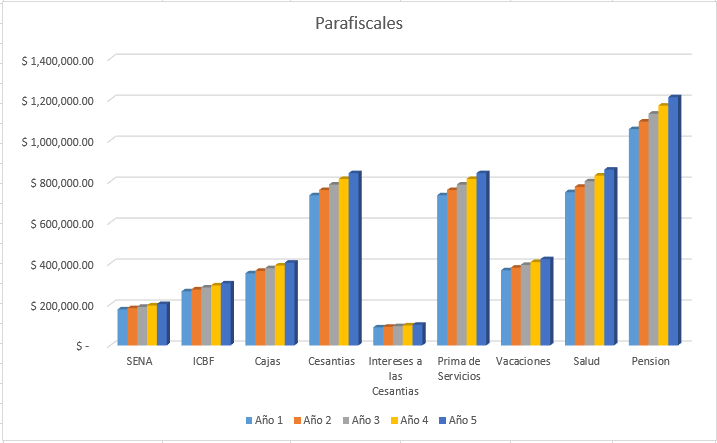 Parafiscales
$ 1,400,000.00
$ 1,200,000.00
$ 1,000,000.00
$ 800,000.00
$ 600,000.00
$ 400,000.00
$ 200,000.00
$ -
SENA
ICBF
Cajas
Cesantias
Intereses a
las
Cesantias
Prima de
Servicios
Vacaciones
Salud
Pension
Año 1
Año 2
Año 3
Año 4
Año 5